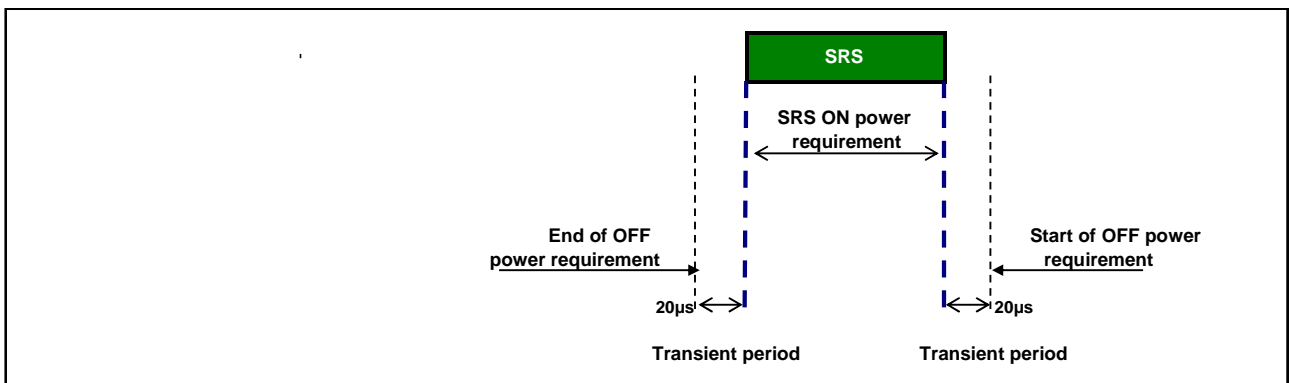 SRS
SRS ON power
requirement
End of OFF
power requirement
Start of OFF power
requirement
20µs
20µs
Transient period
Transient period